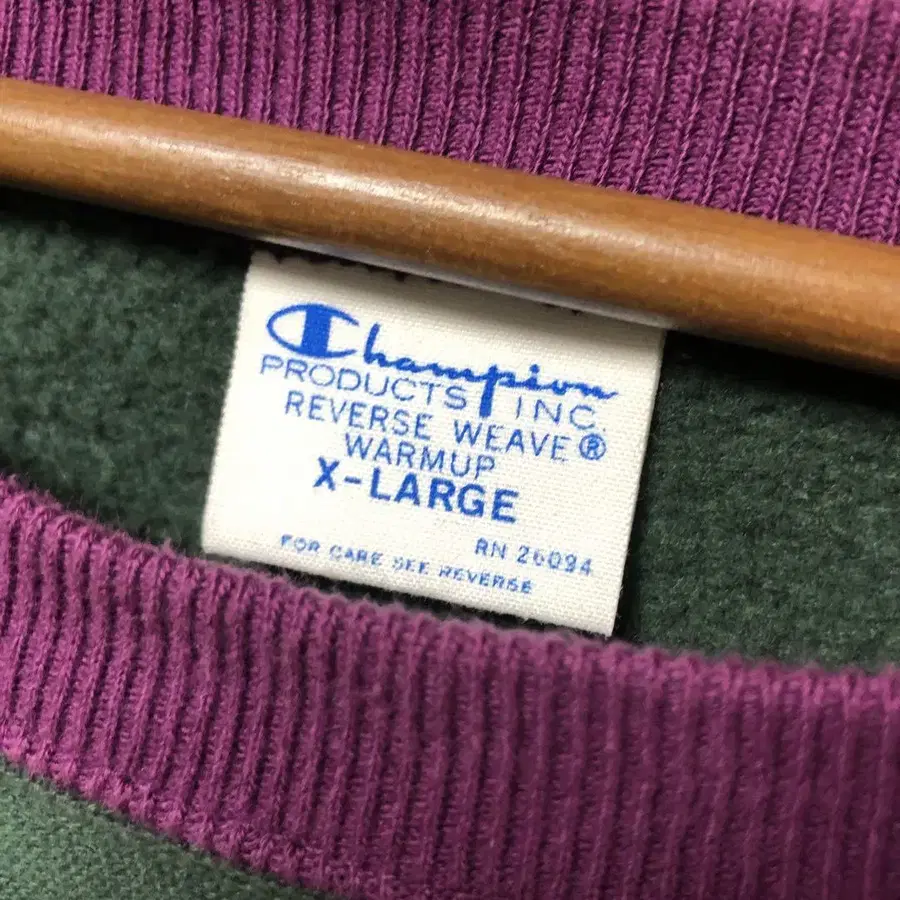 Champion
PRODUCTS INC.
REVERSE WEAVE®
WARMUP
X-LARGE
RN 26094
FOR CARE SEE REVERSE